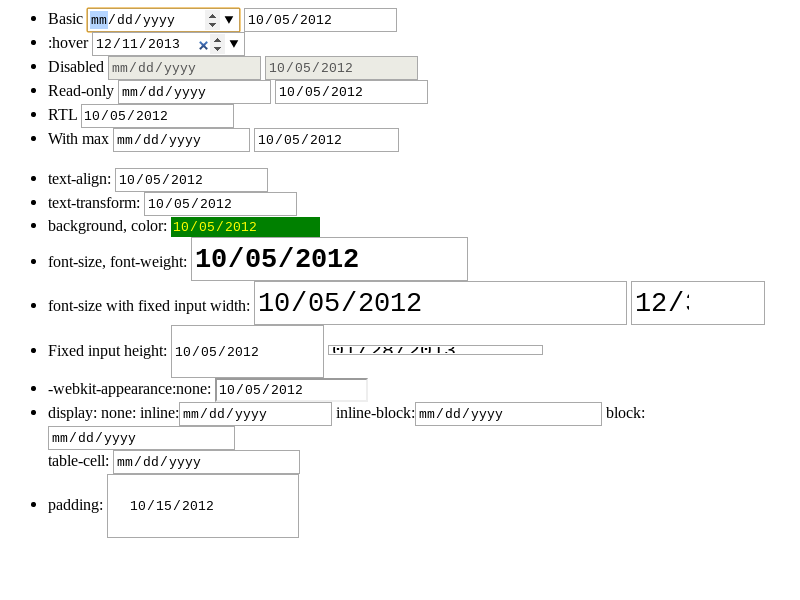 Basic mm/dd/yyyy 10/05/2012
:hover 12/11/2013
Disabled mm/dd/yyyy 10/05/2012
Read-only mm/dd/yyyy 10/05/2012
RTL 10/05/2012
With max mm/dd/yyyy 10/05/2012
text-align: 10/05/2012
text-transform: 10/05/2012
background, color: 10/05/2012
font-size, font-weight: 10/05/2012
font-size with fixed input width: 10/05/2012 12/
Fixed input height: 10/05/2012 01/28/2013
-webkit-appearance:none: 10/05/2012
display: none: inline: mm/dd/yyyy inline-block: mm/dd/yyyy block:
mm/dd/yyyy
table-cell: mm/dd/yyyy
padding: 10/15/2012